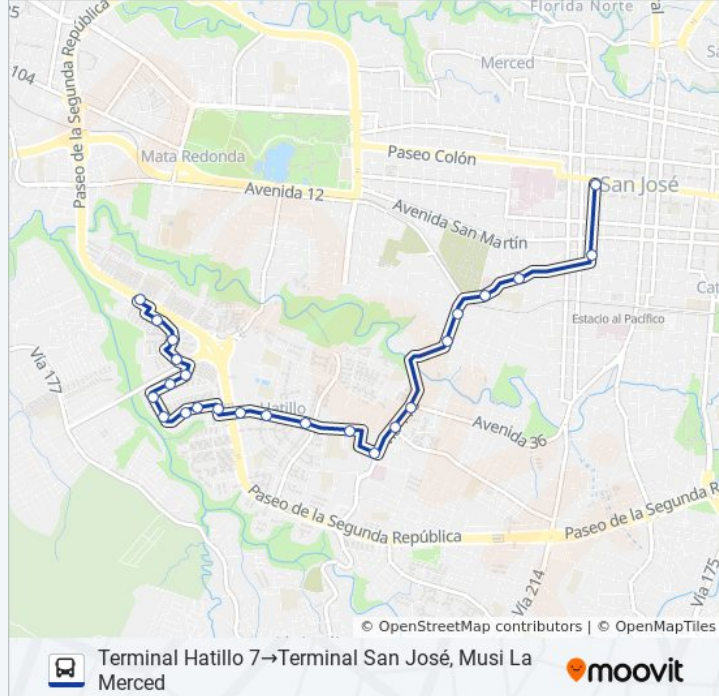 Florida Norte
Paseo de la Segunda República
104
Merced
Mata Redonda
Paseo Colón
San José
Avenida 12
Avenida San Martín
Estacio al Pacífico
Vía 177
Hatillo
Avenida 36
Paseo de la Segunda República
Paseo de la Segunda R
Vía 214
Vía 175
© OpenStreetMap contributors | © OpenMapTiles
Terminal Hatillo 7→Terminal San José, Musi La
Merced
moovit